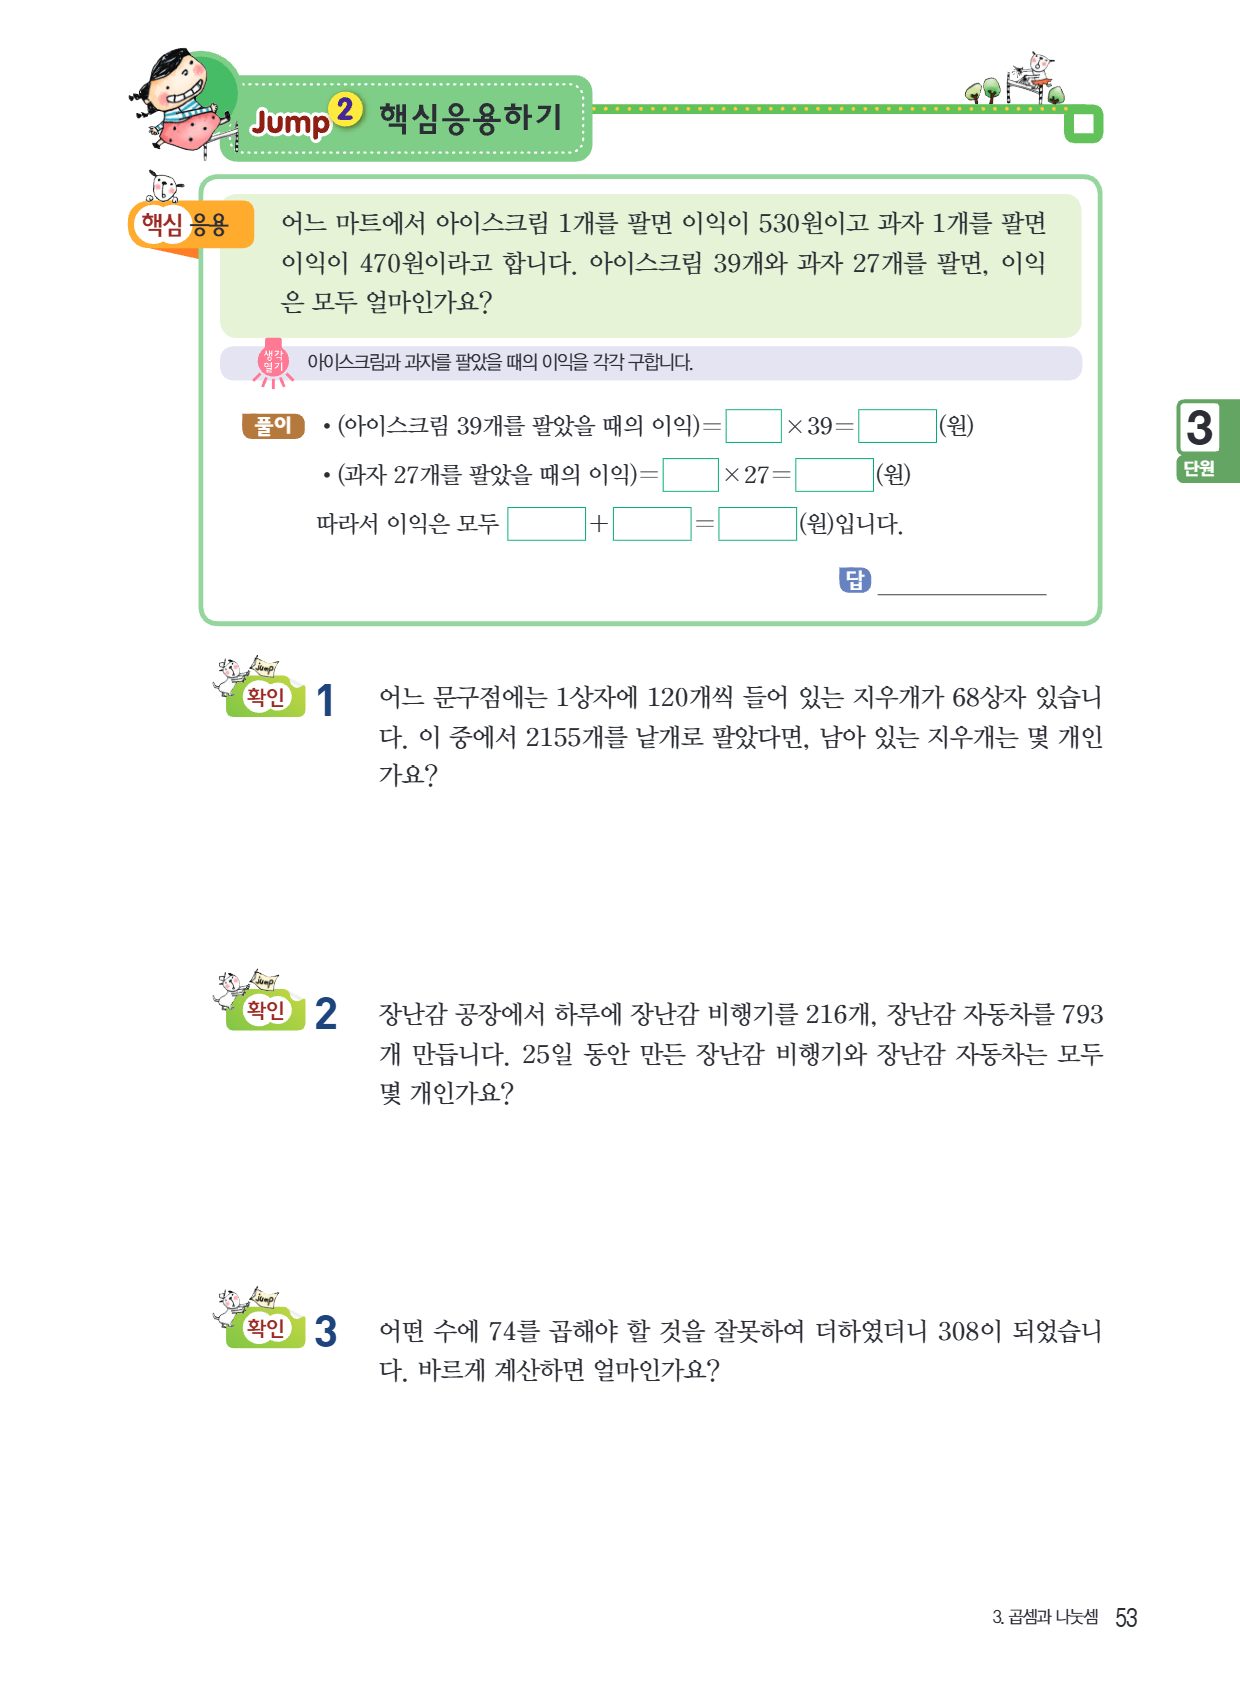 Jump 2 핵심응용하기
핵심 응용
어느 마트에서 아이스크림 1개를 팔면 이익이 530원이고 과자 1개를 팔면
이익이 470원이라고 합니다. 아이스크림 39개와 과자 27개를 팔면, 이익
은 모두 얼마인가요?
생각
열기
아이스크림과 과자를 팔았을 때의 이익을 각각 구합니다.
풀이 •(아이스크림 39개를 팔았을 때의 이익)=□×39=□(원)
•(과자 27개를 팔았을 때의 이익)=□×27=□(원)
따라서 이익은 모두 □+□=□(원)입니다.
답
3
단원
Jump
확인 1
어느 문구점에는 1상자에 120개씩 들어 있는 지우개가 68상자 있습니
다. 이 중에서 2155개를 낱개로 팔았다면, 남아 있는 지우개는 몇 개인
가요?
Jump
확인 2
장난감 공장에서 하루에 장난감 비행기를 216개, 장난감 자동차를 793
개 만듭니다. 25일 동안 만든 장난감 비행기와 장난감 자동차는 모두
몇 개인가요?
Jump
확인 3
어떤 수에 74를 곱해야 할 것을 잘못하여 더하였더니 308이 되었습니
다. 바르게 계산하면 얼마인가요?
3. 곱셈과 나눗셈 53